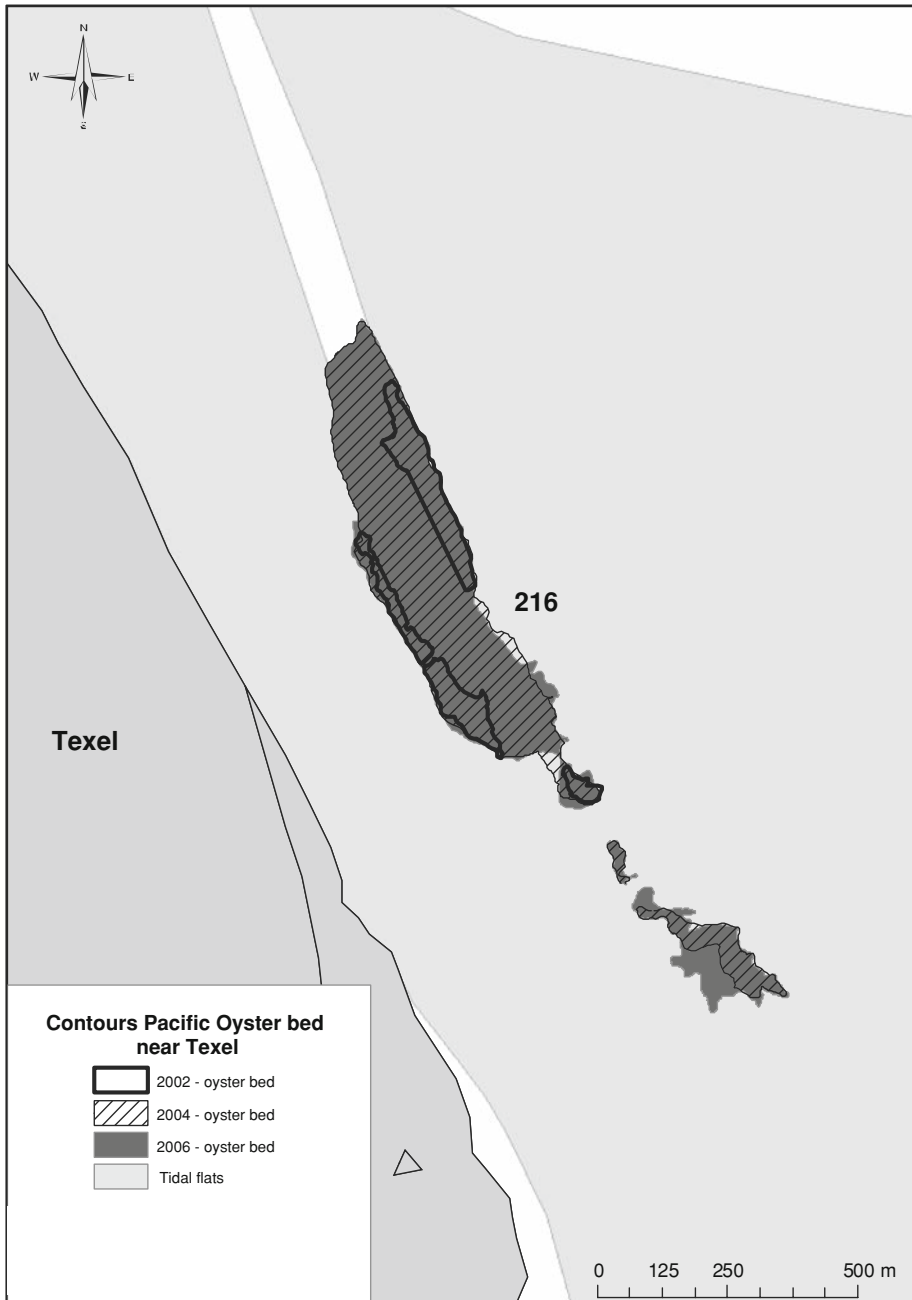 N
W E
S
216
Texel
Contours Pacific Oyster bed
near Texel
2002 - oyster bed
2004 - oyster bed
2006 - oyster bed
Tidal flats
0 125 250 500 m